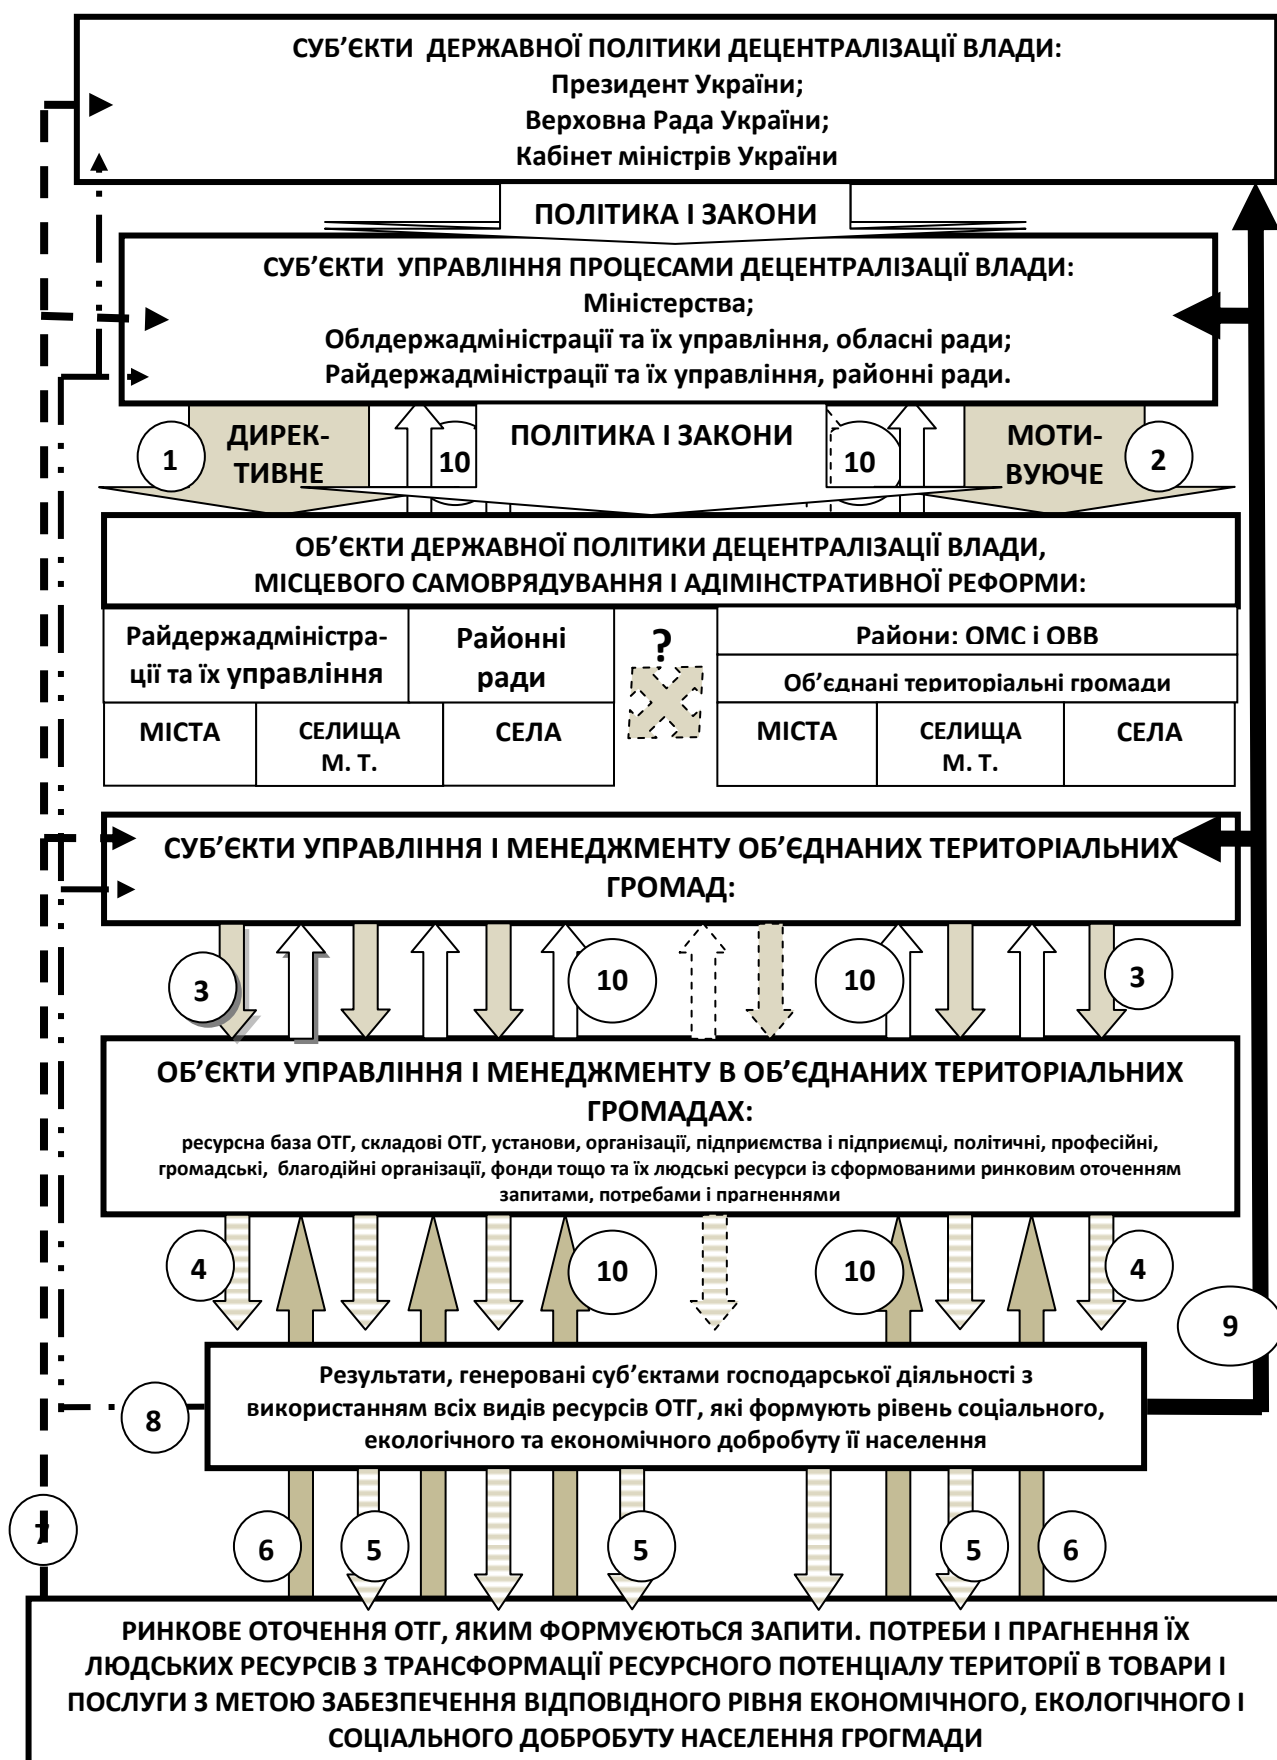 СУБ’ЄКТИ ДЕРЖАВНОЇ ПОЛІТИКИ ДЕЦЕНТРАЛІЗАЦІЇ ВЛАДИ:
Президент України;
Верховна Рада України;
Кабінет міністрів України
ПОЛІТИКА І ЗАКОНИ
СУБ’ЄКТИ УПРАВЛІННЯ ПРОЦЕСАМИ ДЕЦЕНТРАЛІЗАЦІЇ ВЛАДИ:
Міністерства;
Облдержадміністрації та їх управління, обласні ради;
Райдержадміністрації та їх управління, районні ради.
1
ДИРЕК-
ТИВНЕ
10
ПОЛІТИКА І ЗАКОНИ
10
МОТИ-
ВУЮЧЕ
2
ОБ’ЄКТИ ДЕРЖАВНОЇ ПОЛІТИКИ ДЕЦЕНТРАЛІЗАЦІЇ ВЛАДИ,
МІСЦЕВОГО САМОВРЯДУВАННЯ І АДІМІНСТРАТИВНОЇ РЕФОРМИ:
Райдержадміністра-
ції та їх управління
Районні
ради
?
Райони: ОМС і ОВВ
Об’єднані територіальні громади
МІСТА
СЕЛИЩА
М. Т.
СЕЛА
МІСТА
СЕЛИЩА
М. Т.
СЕЛА
СУБ’ЄКТИ УПРАВЛІННЯ І МЕНЕДЖМЕНТУ ОБ’ЄДНАНИХ ТЕРИТОРІАЛЬНИХ
ГРОМАД:
3
10
10
3
ОБ’ЄКТИ УПРАВЛІННЯ І МЕНЕДЖМЕНТУ В ОБ’ЄДНАНИХ ТЕРИТОРІАЛЬНИХ
ГРОМАДАХ:
ресурсна база ОТГ, складові ОТГ, установи, організації, підприємства і підприємці, політичні, професійні,
громадські, благодійні організації, фонди тощо та їх людські ресурси із сформованими ринковим оточенням
запитами, потребами і прагненнями
4
10
10
4
9
Результати, генеровані суб’єктами господарської діяльності з
використанням всіх видів ресурсів ОТГ, які формують рівень соціального,
екологічного та економічного добробуту її населення
8
7
6
5
5
5
6
РИНКОВЕ ОТОЧЕННЯ ОТГ, ЯКИМ ФОРМУЄЮТЬСЯ ЗАПИТИ. ПОТРЕБИ І ПРАГНЕННЯ ЇХ
ЛЮДСЬКИХ РЕСУРСІВ З ТРАНСФОРМАЦІЇ РЕСУРСНОГО ПОТЕНЦІАЛУ ТЕРИТОРІЇ В ТОВАРИ І
ПОСЛУГИ З МЕТОЮ ЗАБЕЗПЕЧЕННЯ ВІДПОВІДНОГО РІВНЯ ЕКОНОМІЧНОГО, ЕКОЛОГІЧНОГО І
СОЦІАЛЬНОГО ДОБРОБУТУ НАСЕЛЕННЯ ГРОГМАДИ